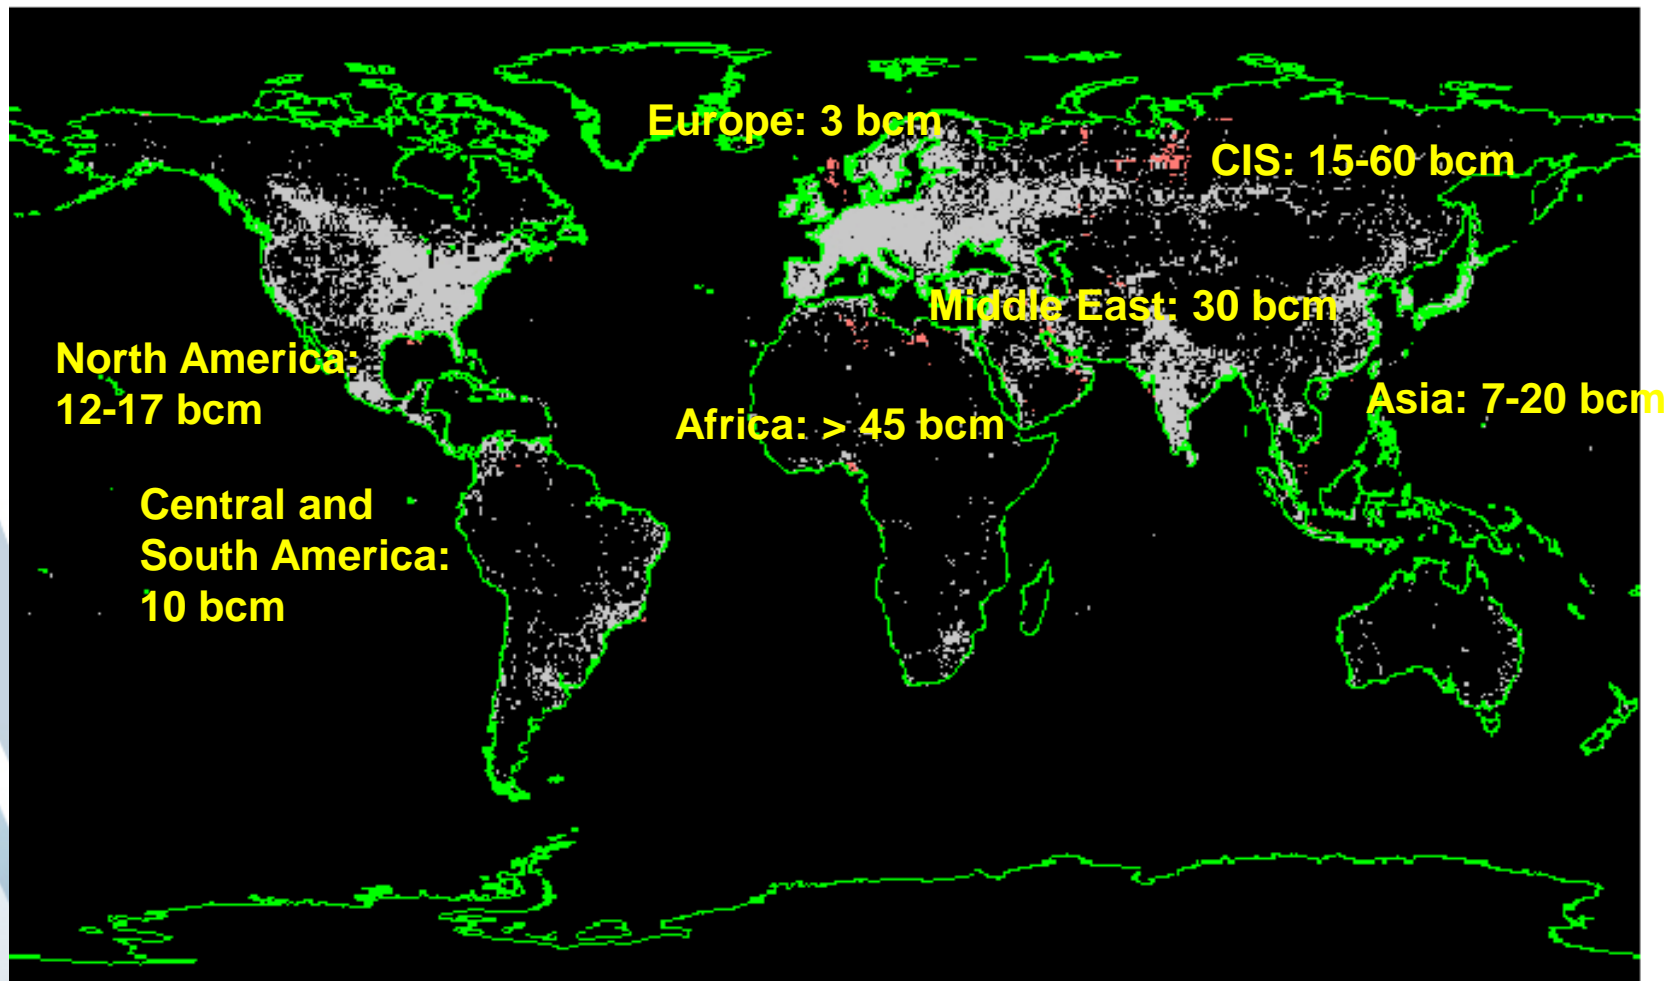 Europe: 3 bcm
CIS: 15-60 bcm
Middle East: 30 bcm
North America:
12-17 bcm
Asia: 7-20 bcm
Africa: > 45 bcm
Central and
South America:
10 bcm